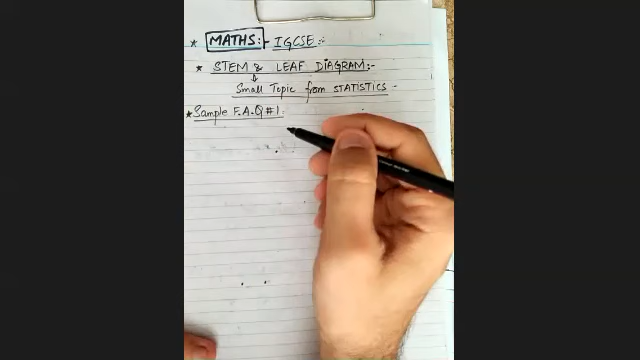 * MATHS:- IGCSE:-
* STEM & LEAF DIAGRAM:-
Small Topic from STATISTICS -
* Sample F.A.Q #1: